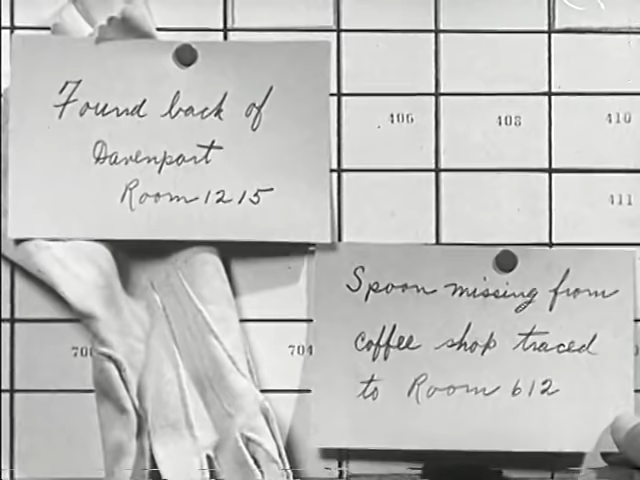 Found back of
Davenport
Room 1215
406
408
410
411
Spoon missing from
coffee shop traced
to Room 612
704